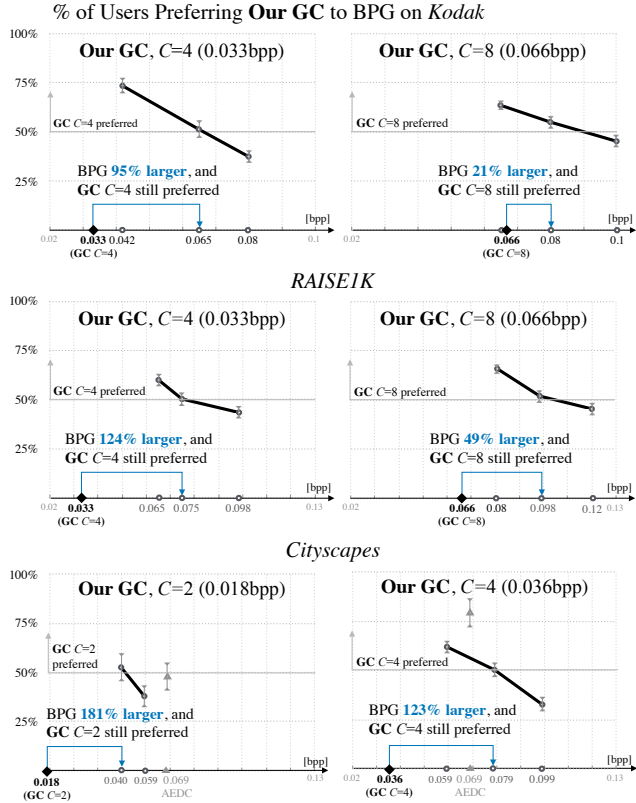 % of Users Preferring Our GC to BPG on Kodak
100%
75%
50%
25%
Our GC, C=4 (0.033bpp)
GC C=4 preferred
BPG 95% larger, and
GC C=4 still preferred
[bpp]
0.02 0.033 0.042 0.065 0.08 0.1
(GC C=4)
Our GC, C=8 (0.066bpp)
GC C=8 preferred
BPG 21% larger, and
GC C=8 still preferred
[bpp]
0.02 0.066 0.08 0.1
(GC C=8)
RAISE1K
100%
75%
50%
25%
Our GC, C=4 (0.033bpp)
GC C=4 preferred
BPG 124% larger, and
GC C=4 still preferred
[bpp]
0.02 0.033 0.065 0.075 0.098 0.13
(GC C=4)
Our GC, C=8 (0.066bpp)
GC C=8 preferred
BPG 49% larger, and
GC C=8 still preferred
[bpp]
0.02 0.066 0.08 0.098 0.12 0.13
(GC C=8)
Cityscapes
100%
75%
50%
25%
Our GC, C=2 (0.018bpp)
GC C=2
preferred
BPG 181% larger, and
GC C=2 still preferred
[bpp]
0.018 0.040 0.059 0.069 0.13
(GC C=2) AEDC
Our GC, C=4 (0.036bpp)
GC C=4 preferred
BPG 123% larger, and
GC C=4 still preferred
[bpp]
0.02 0.036 0.059 0.069 0.079 0.099 0.13
(GC C=4) AEDC